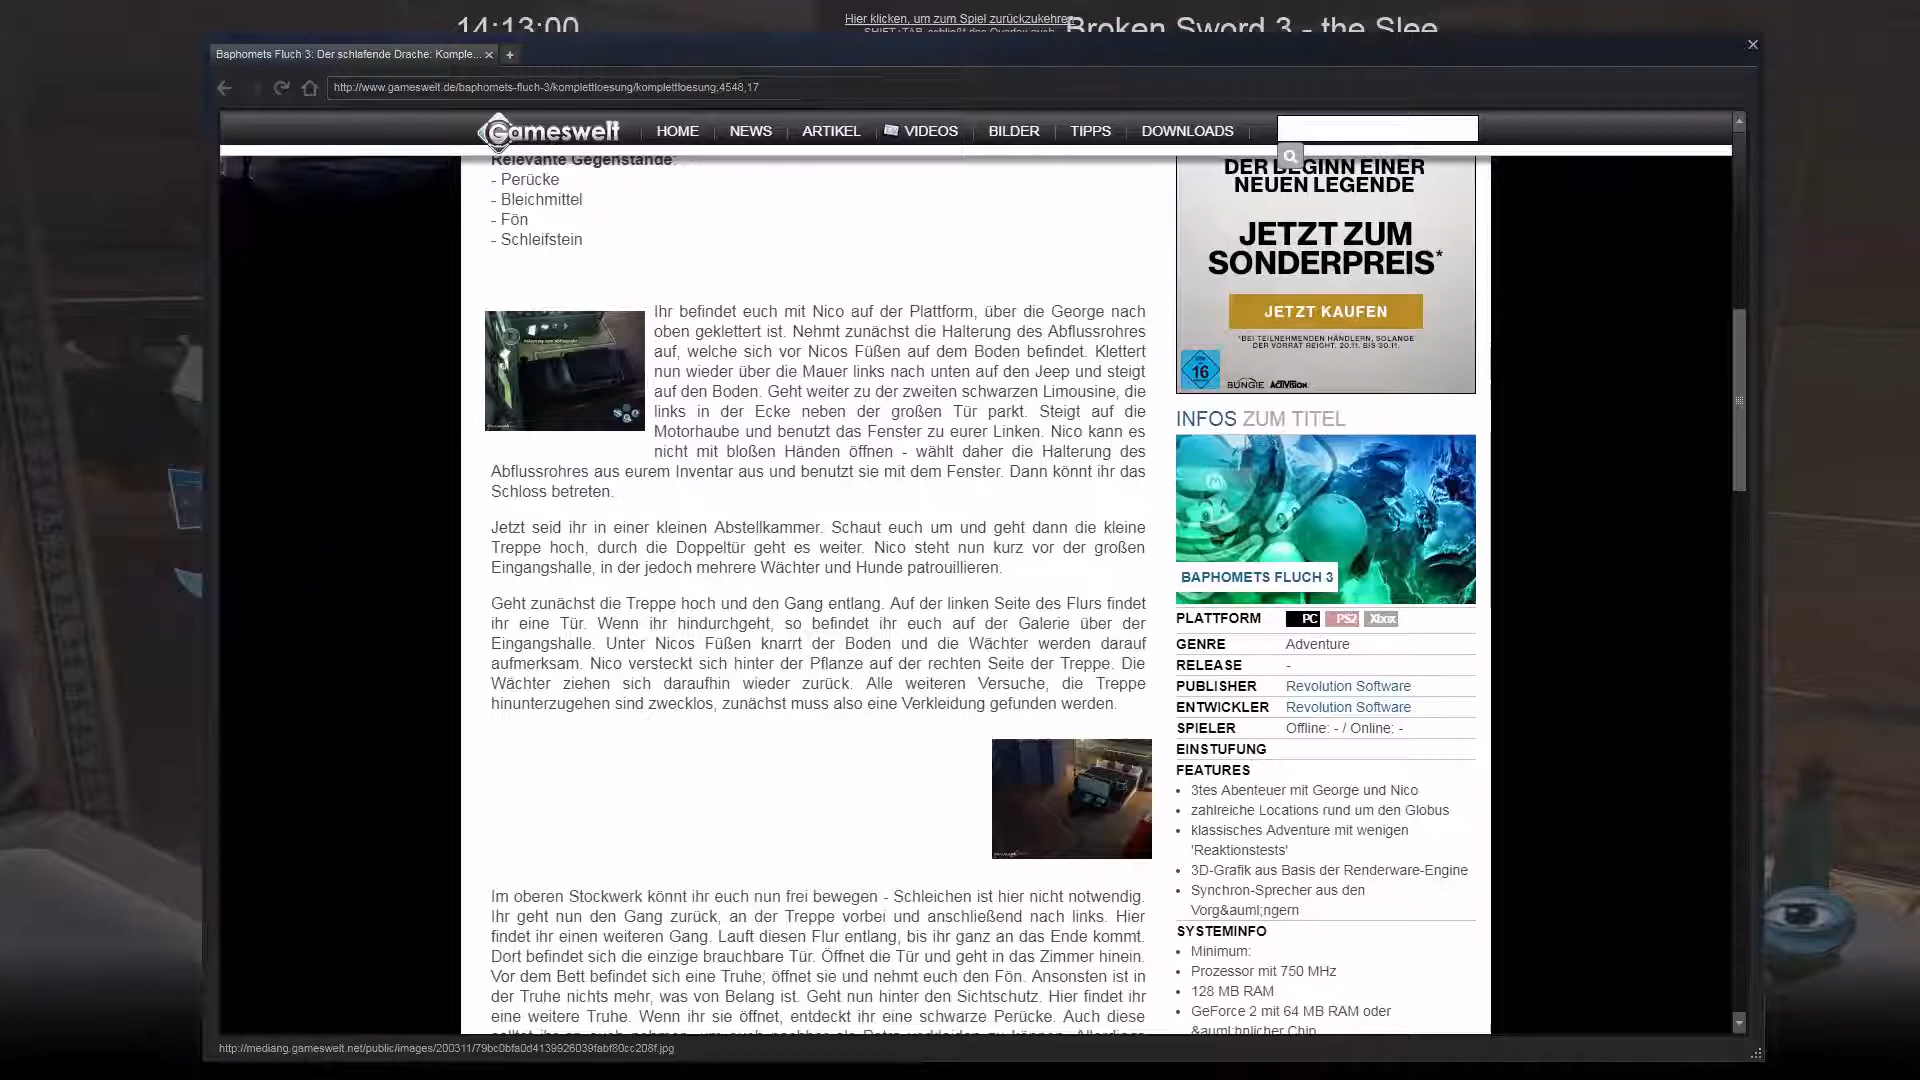 14:13:00
Hier klicken, um zum Spiel zurückzukehren
Broken Sword 3 - the Slee
Baphomets Fluch 3: Der schlafende Drache: Komple...
http://www.gameswelt.de/baphomets-fluch-3/komplettloesung/komplettloesung,4548,17
Gameswelt
HOME
NEWS
ARTIKEL
VIDEOS
BILDER
TIPPS
DOWNLOADS
Relevante Gegenstände:
- Perücke
- Bleichmittel
- Fön
- Schleifstein
Ihr befindet euch mit Nico auf der Plattform, über die George nach
oben geklettert ist. Nehmt zunächst die Halterung des Abflussrohres
auf, welche sich vor Nicos Füßen auf dem Boden befindet. Klettert
nun wieder über die Mauer links nach unten auf den Jeep und steigt
auf den Boden. Geht weiter zu der zweiten schwarzen Limousine, die
links in der Ecke neben der großen Tür parkt. Steigt auf die
Motorhaube und benutzt das Fenster zu eurer Linken. Nico kann es
nicht mit bloßen Händen öffnen - wählt daher die Halterung des
Abflussrohres aus eurem Inventar aus und benutzt sie mit dem Fenster. Dann könnt ihr das
Schloss betreten.
Jetzt seid ihr in einer kleinen Abstellkammer. Schaut euch um und geht dann die kleine
Treppe hoch, durch die Doppeltür geht es weiter. Nico steht nun kurz vor der großen
Eingangshalle, in der jedoch mehrere Wächter und Hunde patrouillieren.
Geht zunächst die Treppe hoch und den Gang entlang. Auf der linken Seite des Flurs findet
ihr eine Tür. Wenn ihr hindurchgeht, so befindet ihr euch auf der Galerie über der
Eingangshalle. Unter Nicos Füßen knarrt der Boden und die Wächter werden darauf
aufmerksam. Nico versteckt sich hinter der Pflanze auf der rechten Seite der Treppe. Die
Wächter ziehen sich daraufhin wieder zurück. Alle weiteren Versuche, die Treppe
hinunterzugehen sind zwecklos, zunächst muss also eine Verkleidung gefunden werden.
Im oberen Stockwerk könnt ihr euch nun frei bewegen - Schleichen ist hier nicht notwendig.
Ihr geht nun den Gang zurück, an der Treppe vorbei und anschließend nach links. Hier
findet ihr einen weiteren Gang. Lauft diesen Flur entlang, bis ihr ganz an das Ende kommt.
Dort befindet sich die einzige brauchbare Tür. Öffnet die Tür und geht in das Zimmer hinein.
Vor dem Bett befindet sich eine Truhe; öffnet sie und nehmt euch den Fön. Ansonsten ist in
der Truhe nichts mehr, was von Belang ist. Geht nun hinter den Sichtschutz. Hier findet ihr
eine weitere Truhe. Wenn ihr sie öffnet, entdeckt ihr eine schwarze Perücke. Auch diese
DER BEGINN EINER
NEUEN LEGENDE
JETZT ZUM
SONDERPREIS*
JETZT KAUFEN
*BEI TEILNEHMENDEN HÄNDLERN, SOLANGE
DER VORRAT REICHT. 20.11. BIS 30.11.
16
BUNGIE ACTIVISION
INFOS ZUM TITEL
BAPHOMETS FLUCH 3
PLATTFORM PC PS2 Xbox
GENRE Adventure
RELEASE -
PUBLISHER Revolution Software
ENTWICKLER Revolution Software
SPIELER Offline: - / Online: -
EINSTUFUNG
FEATURES
• 3tes Abenteuer mit George und Nico
• zahlreiche Locations rund um den Globus
• klassisches Adventure mit wenigen
'Reaktionstests'
• 3D-Grafik aus Basis der Renderware-Engine
• Synchron-Sprecher aus den
Vorg&auml;ngern
SYSTEMINFO
• Minimum:
• Prozessor mit 750 MHz
• 128 MB RAM
• GeForce 2 mit 64 MB RAM oder
&auml;hnlicher Chip
http://mediang.gameswelt.net/public/images/200311/79bc0bfa0d4139926039fabf80cc208f.jpg